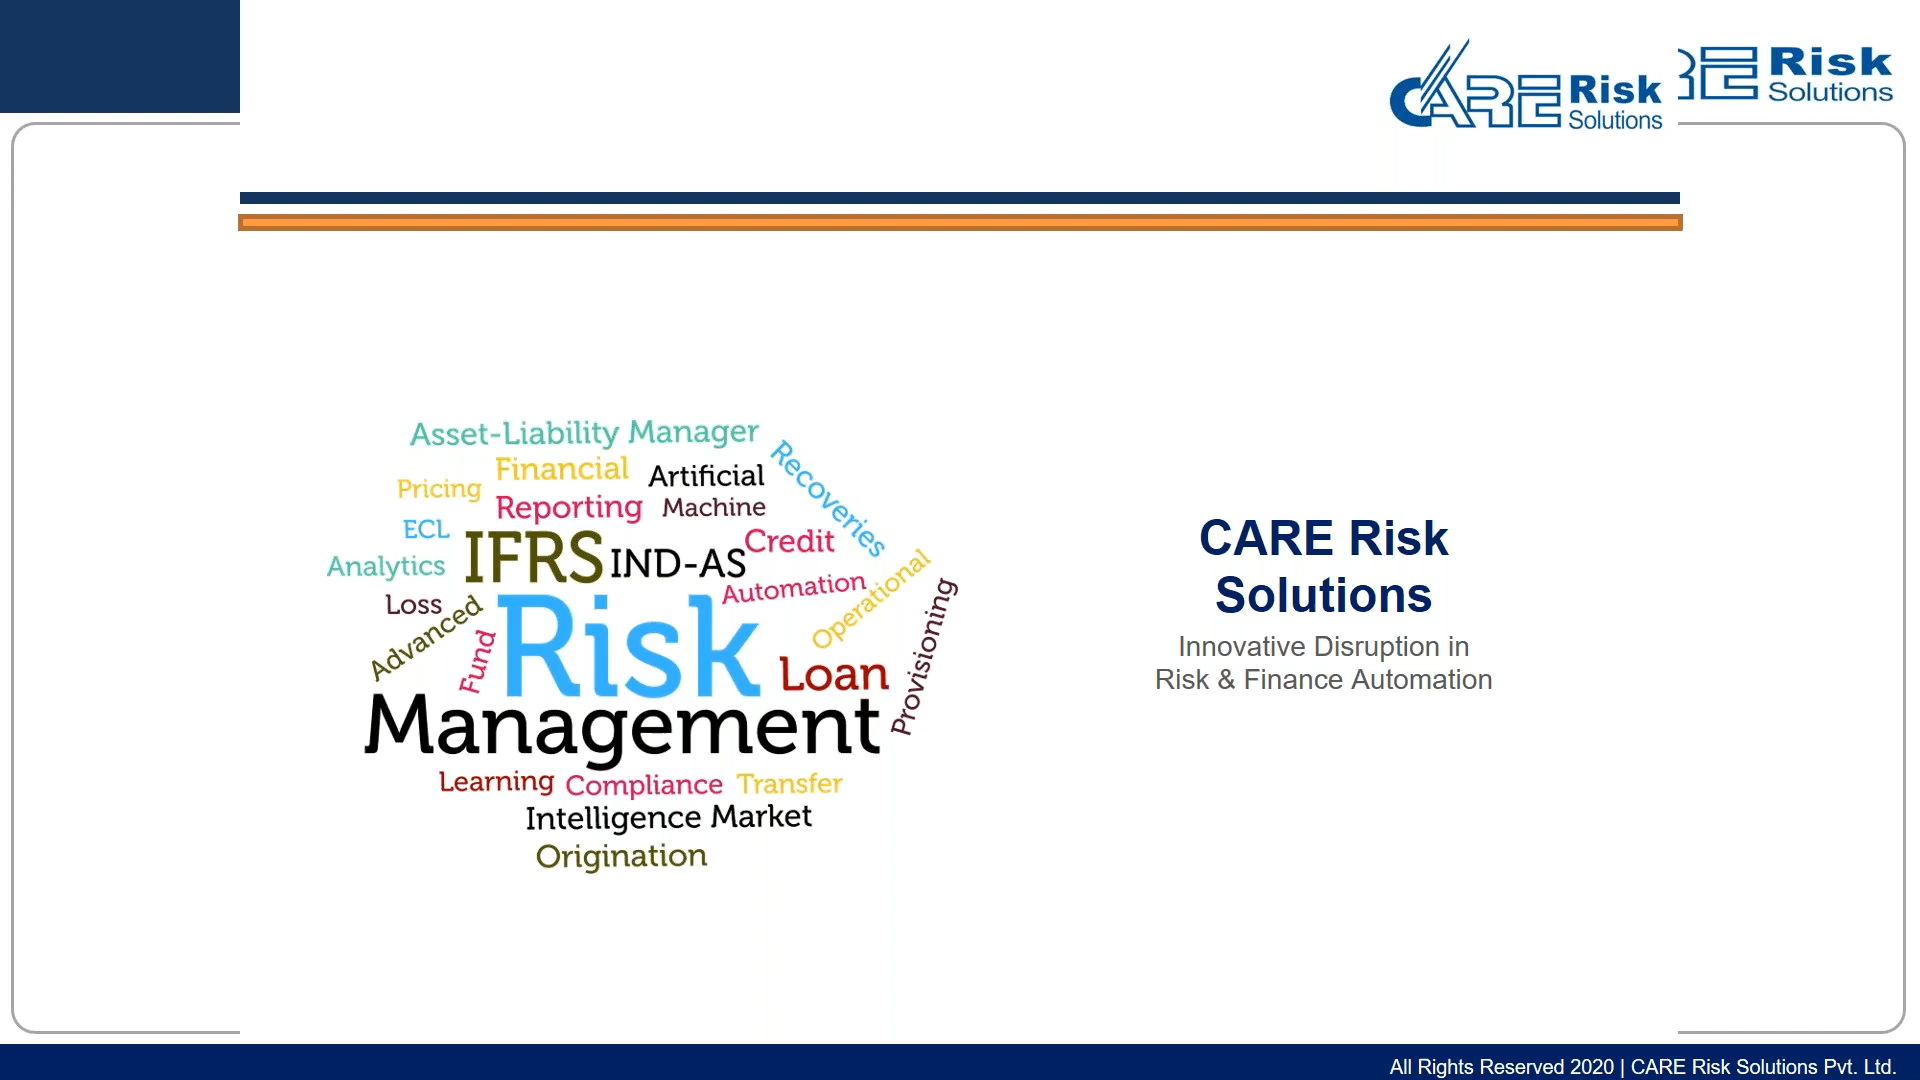 CARE Risk Solutions
RE Risk Solutions
Asset-Liability Manager
Recoveries
Financial
Artificial
Pricing
Reporting
Machine
ECL
IFRS
IND-AS
Credit
Analytics
Automation
Operational
Loss
Advanced
Fund
Risk
Loan
Provisioning
Management
Learning
Compliance
Transfer
Intelligence Market
Origination
CARE Risk
Solutions
Innovative Disruption in
Risk & Finance Automation
All Rights Reserved 2020 | CARE Risk Solutions Pvt. Ltd.